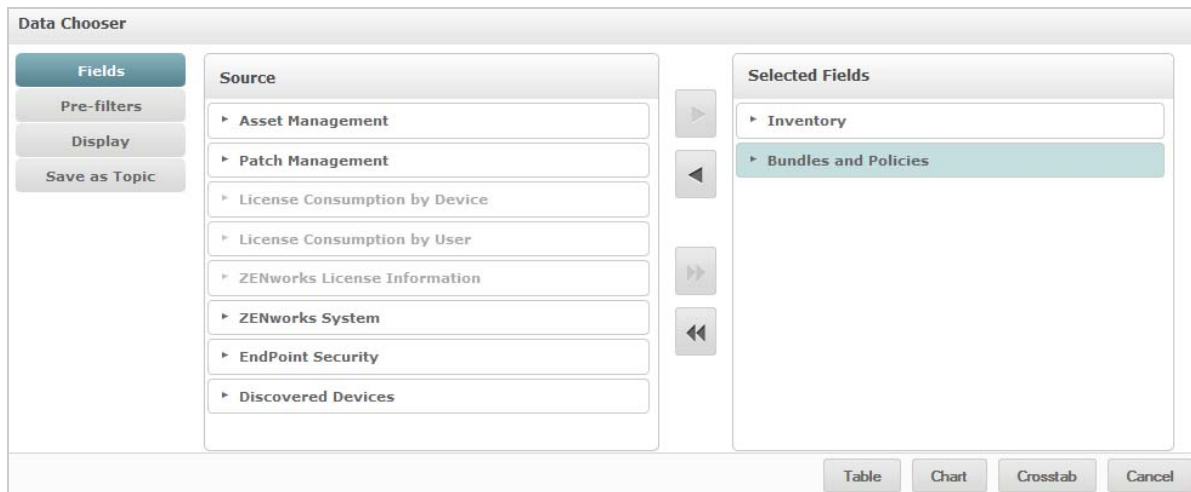 Data Chooser
Fields
Pre-filters
Display
Save as Topic
Source
Asset Management
Patch Management
License Consumption by Device
License Consumption by User
ZENworks License Information
ZENworks System
EndPoint Security
Discovered Devices
Selected Fields
Inventory
Bundles and Policies
Table
Chart
Crosstab
Cancel